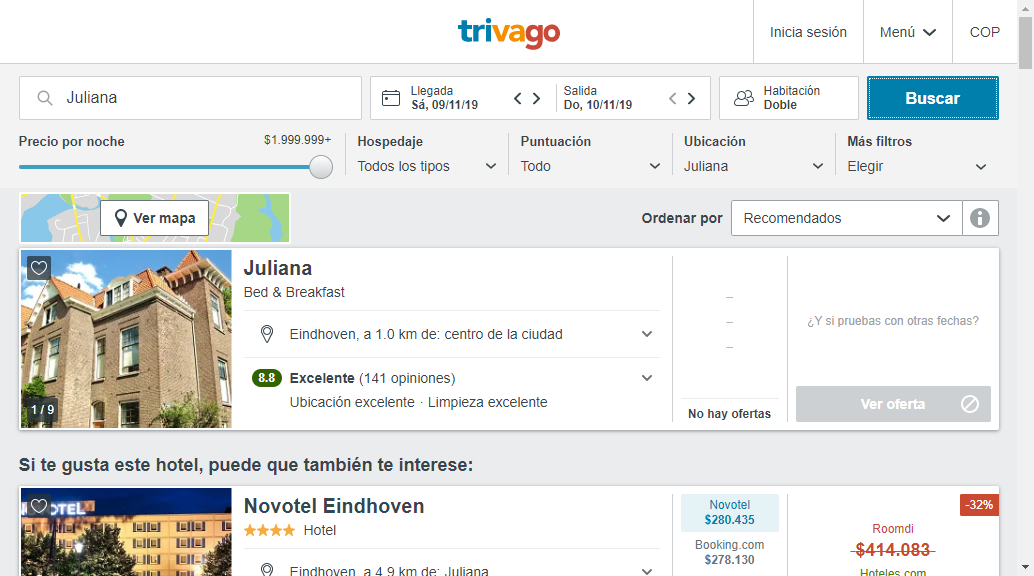 trivago
Inicia sesión
Menú
COP
Juliana
Llegada
Sá, 09/11/19
Salida
Do, 10/11/19
Habitación
Doble
Buscar
Precio por noche
$1.999.999+
Hospedaje
Todos los tipos
Puntuación
Todo
Ubicación
Juliana
Más filtros
Elegir
Ver mapa
Ordenar por
Recomendados
Juliana
Bed & Breakfast
Eindhoven, a 1.0 km de: centro de la ciudad
8.8 Excelente (141 opiniones)
Ubicación excelente · Limpieza excelente
1 / 9
–
–
–
No hay ofertas
¿Y si pruebas con otras fechas?
Ver oferta
Si te gusta este hotel, puede que también te interese:
Novotel Eindhoven
Hotel
Eindhoven, a 4.9 km de: Juliana
Novotel
$280.435
Booking.com
$278.130
-32%
Roomdi
$414.083
Hoteles.com